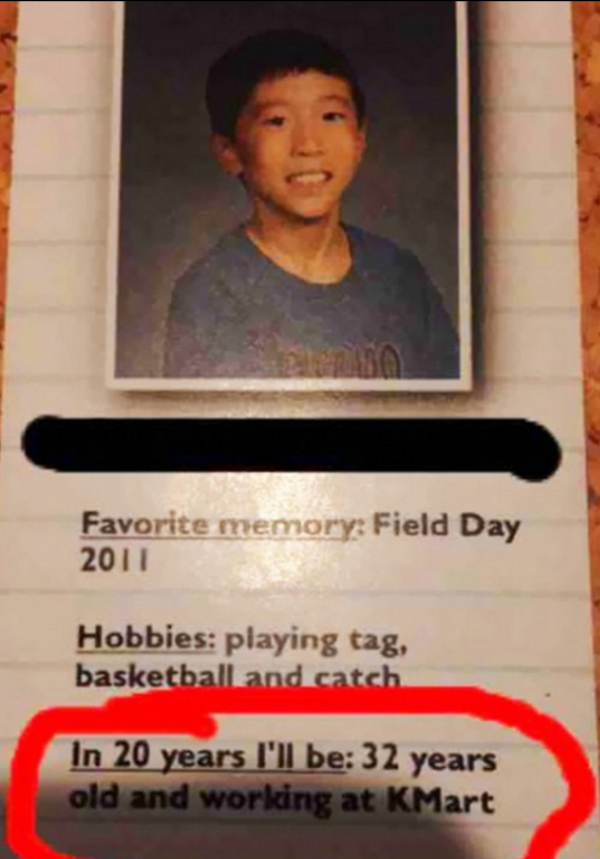 Favorite memory: Field Day
2011
Hobbies: playing tag,
basketball and catch
In 20 years I'll be: 32 years
old and working at KMart